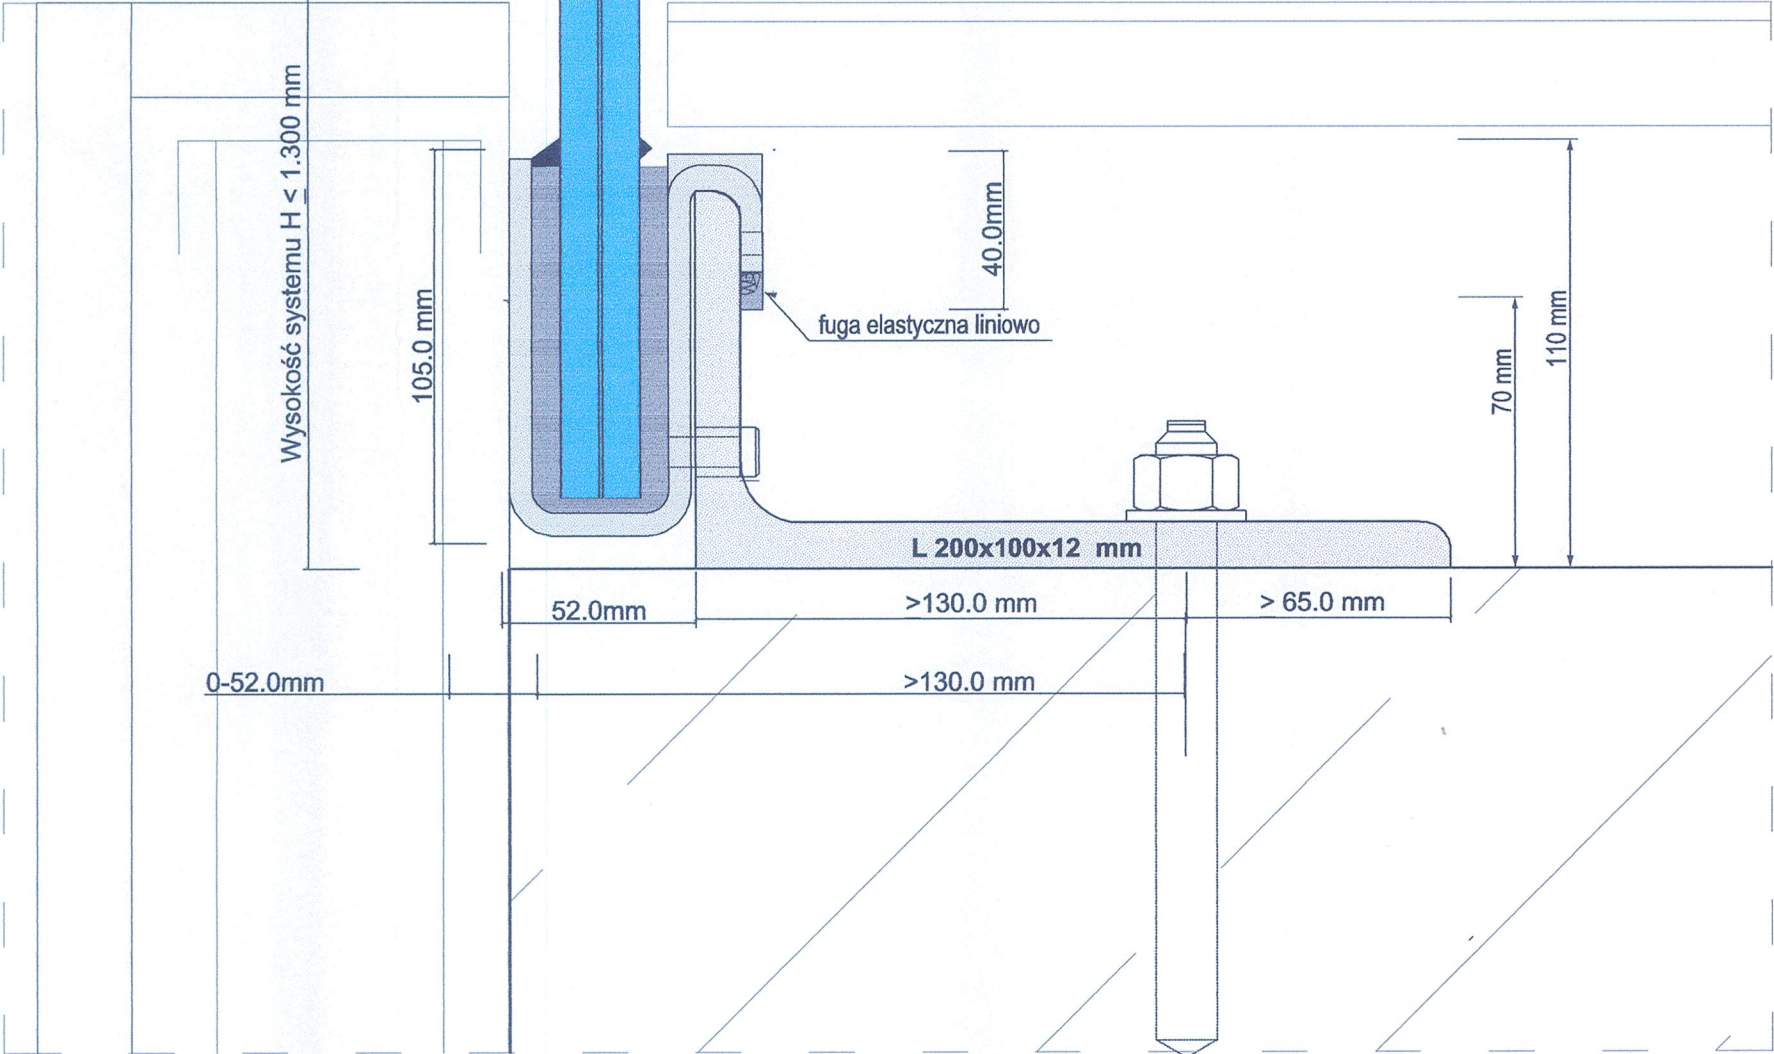 Wysokość systemu H < 1.300 mm
105.0 mm
40.0mm
fuga elastyczna liniowo
70 mm
110 mm
L 200x100x12 mm
52.0mm
>130.0 mm
> 65.0 mm
0-52.0mm
>130.0 mm